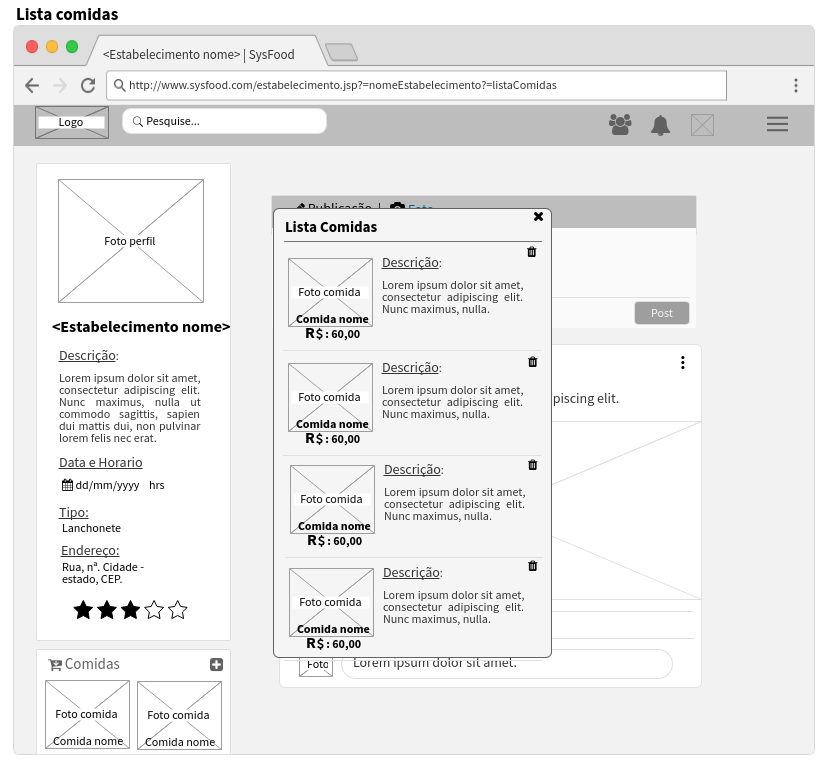 Lista comidas
<Estabelecimento nome> | SysFood
http://www.sysfood.com/estabelecimento.jsp?=nomeEstabelecimento?=listaComidas
Logo
Pesquise...
Foto perfil
<Estabelecimento nome>
Descrição:
Lorem ipsum dolor sit amet,
consectetur adipiscing elit.
Nunc maximus, nulla ut
commodo sagittis, sapien
dui mattis dui, non pulvinar
lorem felis nec erat.
Data e Horario
dd/mm/yyyy hrs
Tipo:
Lanchonete
Endereço:
Rua, nª. Cidade -
estado, CEP.
Comidas
Foto comida
Comida nome
Foto comida
Comida nome
Publicação | Foto
Lista Comidas
Foto comida
Comida nome
R$ : 60,00
Descrição:
Lorem ipsum dolor sit amet,
consectetur adipiscing elit.
Nunc maximus, nulla.
Foto comida
Comida nome
R$ : 60,00
Descrição:
Lorem ipsum dolor sit amet,
consectetur adipiscing elit.
Nunc maximus, nulla.
Foto comida
Comida nome
R$ : 60,00
Descrição:
Lorem ipsum dolor sit amet,
consectetur adipiscing elit.
Nunc maximus, nulla.
Foto comida
Comida nome
R$ : 60,00
Descrição:
Lorem ipsum dolor sit amet,
consectetur adipiscing elit.
Nunc maximus, nulla.
Post
piscing elit.
Foto
Lorem ipsum dolor sit amet.